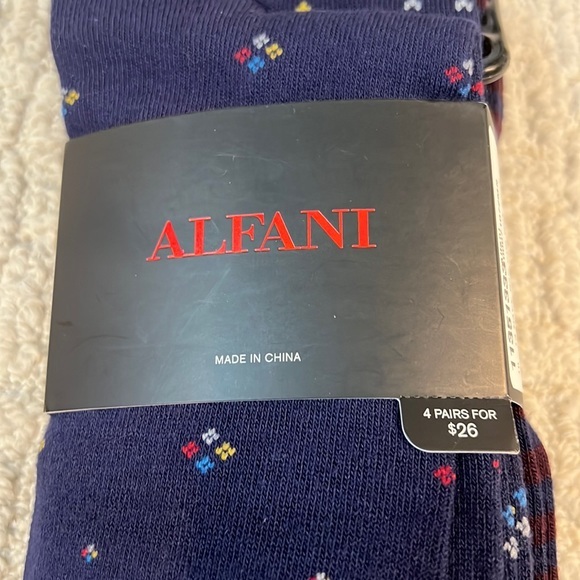 ALFANI
MADE IN CHINA
4 PAIRS FOR
$26